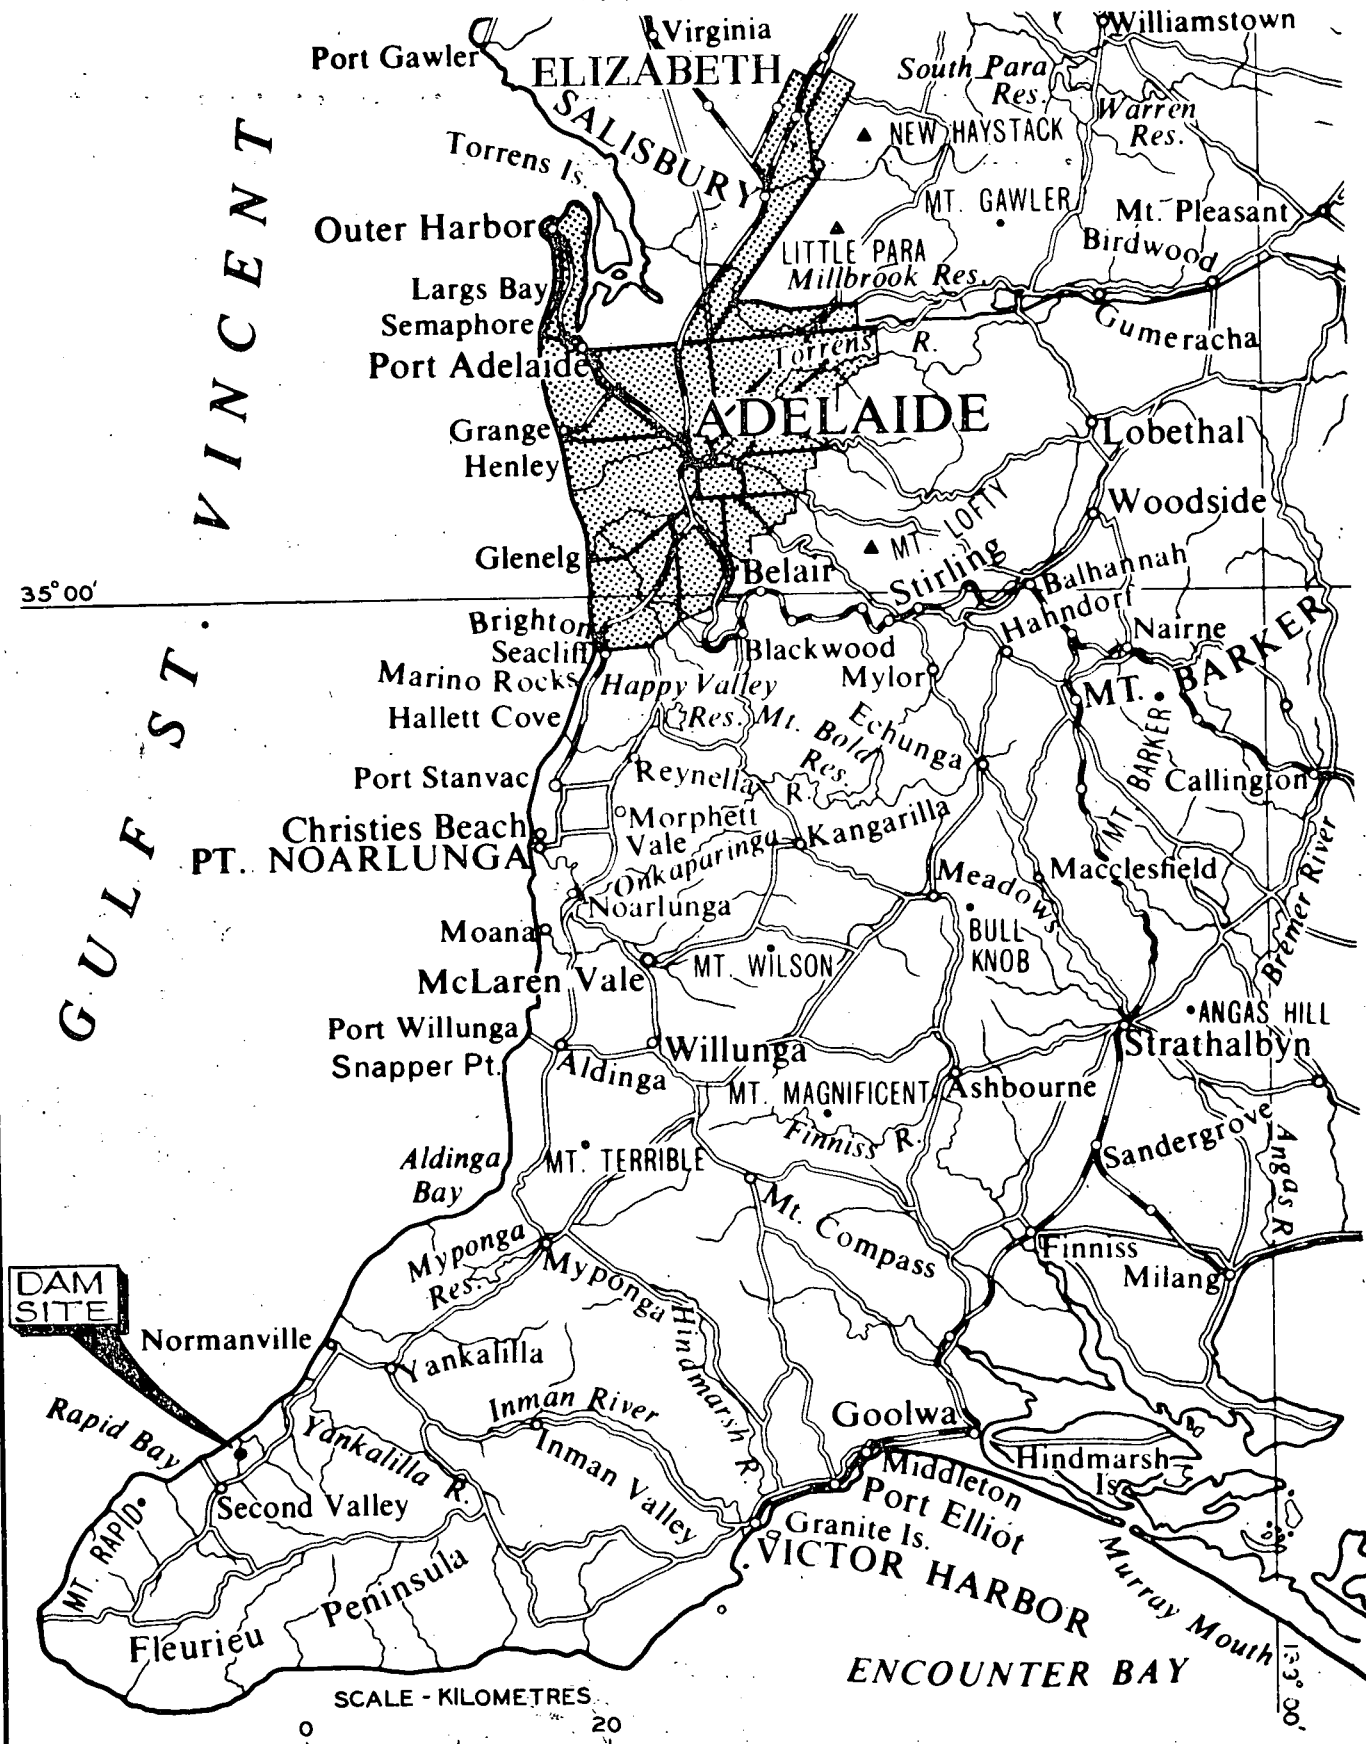 Williamstown
Virginia
Port Gawler
ELIZABETH
South Para
Res.
Warren
Res.
SALISBURY
NEW HAYSTACK
Torrens Is.
MT. GAWLER
Mt. Pleasant
Outer Harbor
Birdwood
LITTLE PARA
Millbrook Res.
Largs Bay
Semaphore
Gumeracha
Port Adelaide
Torrens R.
ADELAIDE
Grange
Lobethal
Henley
Woodside
MT. LOFTY
Glenelg
Belair
Stirling
Balhannah
35° 00'
Hahndorf
Brighton
Nairne
Seacliff
Blackwood
Marino Rocks
Happy Valley
Res.
Mylor
MT. BARKER
Hallett Cove
Mt. Bold
Res.
Echunga
MT. BARKER
Port Stanvac
Reynella
R.
Callington
Christies Beach
Morphett
Vale
Kangarilla
PT. NOARLUNGA
Onkaparinga
Macclesfield
Meadows
Bremer River
Noarlunga
Moana
BULL
KNOB
MT. WILSON
McLaren Vale
ANGAS HILL
Port Willunga
Strathalbyn
Snapper Pt.
Willunga
Aldinga
MT. MAGNIFICENT
Ashbourne
Finniss R.
Sandergrove
Angas R
Aldinga
Bay
MT. TERRIBLE
Mt. Compass
Myponga
Res.
Myponga
Finniss
Milang
GULF ST. VINCENT
DAM
SITE
Normanville
Hindmarsh R.
Yankalilla
Inman River
Rapid Bay
Yankalilla R.
Inman Valley
Goolwa
Hindmarsh
Is.
Middleton
Second Valley
Port Elliot
MT. RAPID
Granite Is.
VICTOR HARBOR
Murray Mouth
Fleurieu Peninsula
ENCOUNTER BAY
SCALE - KILOMETRES
0 20